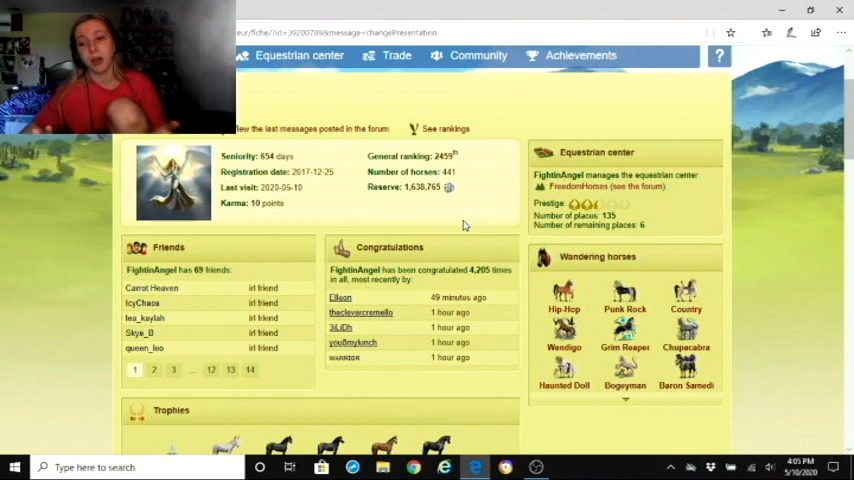 eur/fiche/?id=39200789&message=changePresentation
Equestrian center Trade Community Achievements ?
View the last messages posted in the forum See rankings
Seniority: 654 days
Registration date: 2017-12-25
Last visit: 2020-05-10
Karma: 10 points
General ranking: 2459th
Number of horses: 441
Reserve: 1,638,765
Equestrian center
FightinAngel manages the equestrian center
FreedomHorses (see the forum).
Prestige:
Number of places: 135
Number of remaining places: 6
Friends
FightinAngel has 69 friends:
Carrot Heaven irl friend
IcyChaos irl friend
lea_kaylah irl friend
Skye_B irl friend
queen_leo irl friend
1 2 3 ... 12 13 14
Congratulations
FightinAngel has been congratulated 4,205 times
in all, most recently by:
Elleon 49 minutes ago
theclevercremello 1 hour ago
3iLiDh 1 hour ago
you8mylunch 1 hour ago
WARRIOR 1 hour ago
Wandering horses
Hip-Hop Punk Rock Country
Wendigo Grim Reaper Chupacabra
Haunted Doll Bogeyman Baron Samedi
Trophies
Type here to search
4:05 PM
5/10/2020